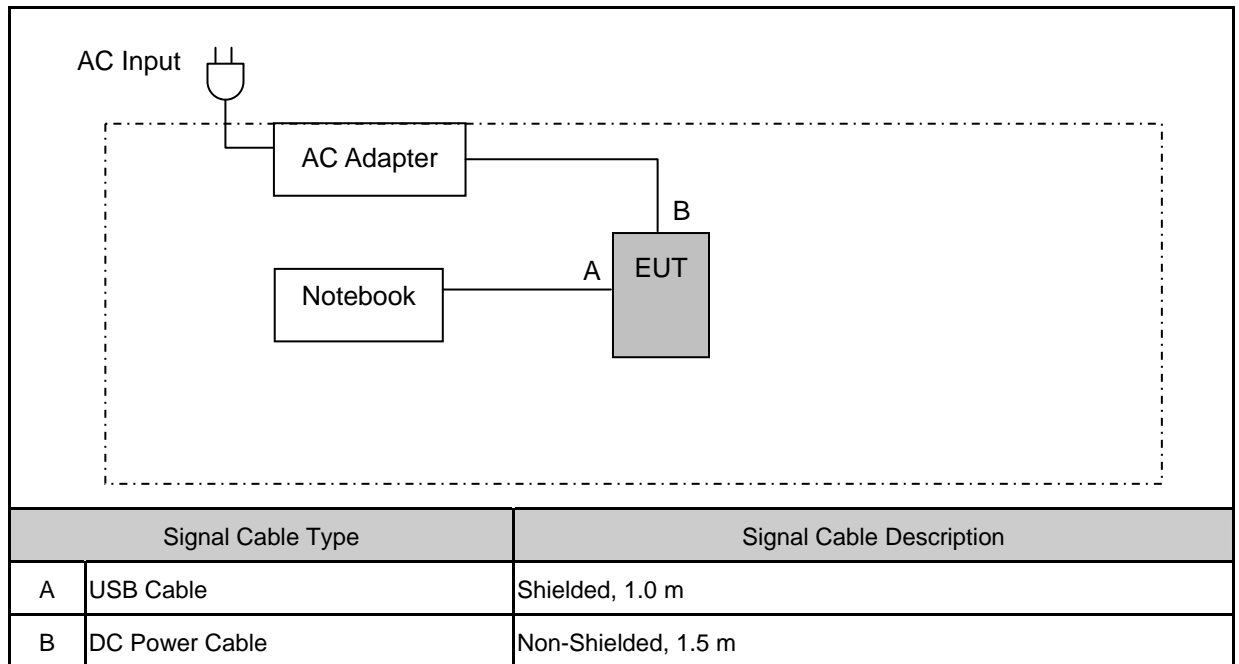 AC Input
AC Adapter
B
A
EUT
Notebook
Signal Cable Type Signal Cable Description
A USB Cable Shielded, 1.0 m
B DC Power Cable Non-Shielded, 1.5 m